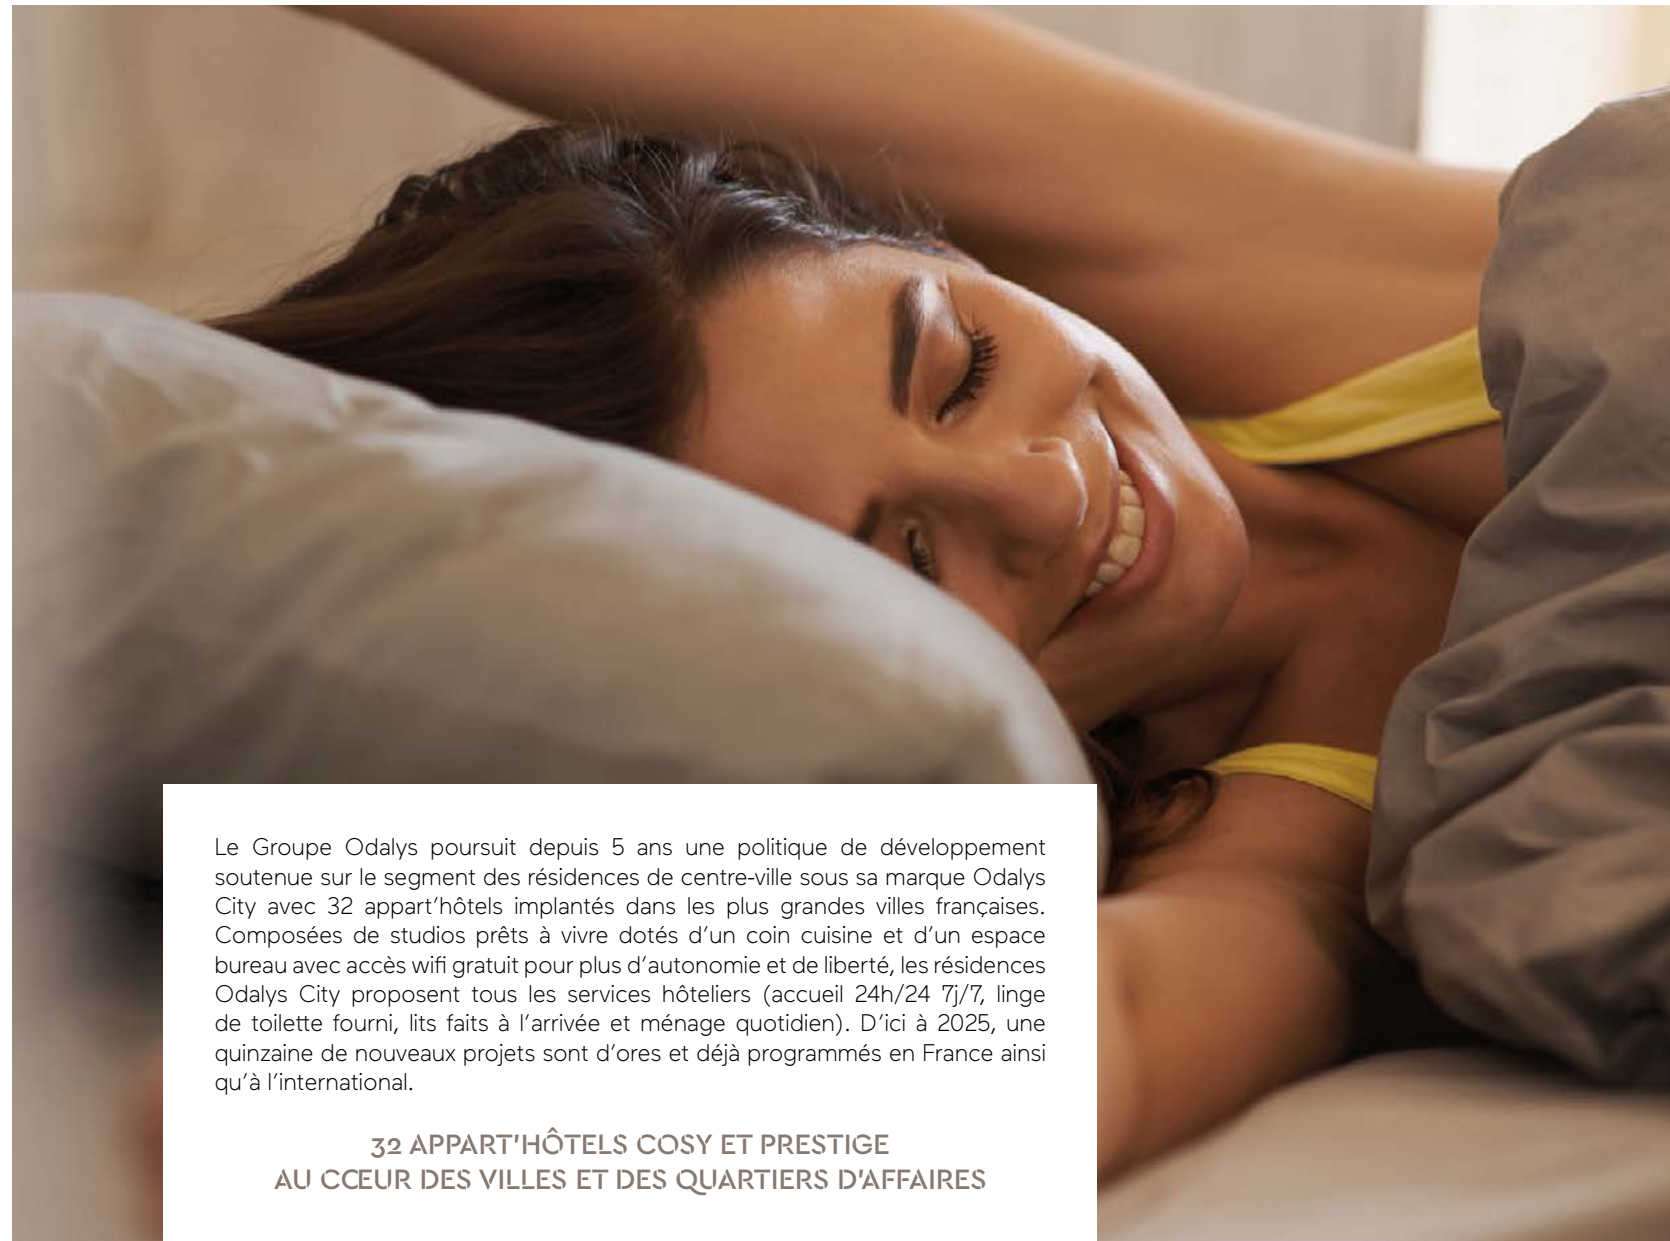 Le Groupe Odalys poursuit depuis 5 ans une politique de développement
soutenue sur le segment des résidences de centre-ville sous sa marque Odalys
City avec 32 appart'hôtels implantés dans les plus grandes villes françaises.
Composées de studios prêts à vivre dotés d'un coin cuisine et d'un espace
bureau avec accès wifi gratuit pour plus d'autonomie et de liberté, les résidences
Odalys City proposent tous les services hôteliers (accueil 24h/24 7j/7, linge
de toilette fourni, lits faits à l'arrivée et ménage quotidien). D'ici à 2025, une
quinzaine de nouveaux projets sont d'ores et déjà programmés en France ainsi
qu'à l'international.
32 APPART'HÔTELS COSY ET PRESTIGE
AU CŒUR DES VILLES ET DES QUARTIERS D'AFFAIRES